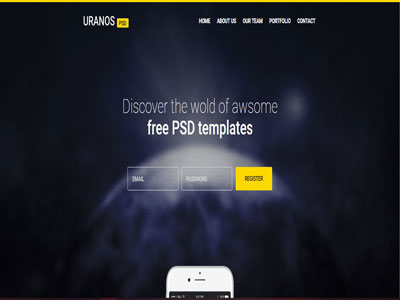 URANOS PSD
HOME ABOUT US OUR TEAM PORTFOLIO CONTACT
Discover the wold of awsome
free PSD templates
EMAIL PASSWORD REGISTER